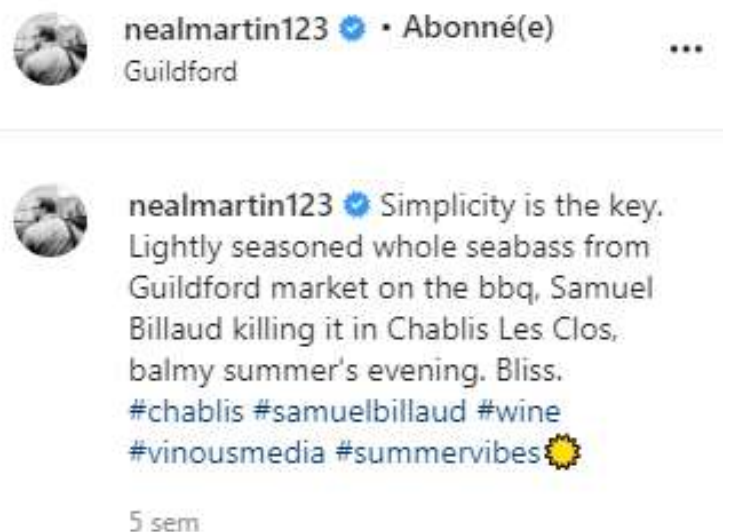 nealmartin123 • Abonné(e)
Guildford
nealmartin123 Simplicity is the key.
Lightly seasoned whole seabass from
Guildford market on the bbq, Samuel
Billaud killing it in Chablis Les Clos,
balmy summer's evening. Bliss.
#chablis #samuelbillaud #wine
#vinousmedia #summervibes
5 sem